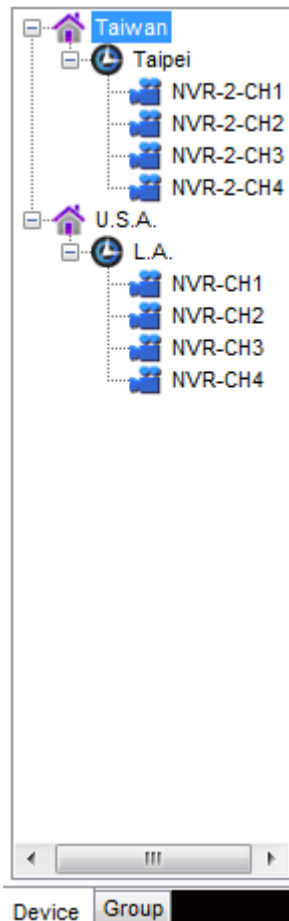 Taiwan
Taipei
NVR-2-CH1
NVR-2-CH2
NVR-2-CH3
NVR-2-CH4
U.S.A.
L.A.
NVR-CH1
NVR-CH2
NVR-CH3
NVR-CH4
Device Group